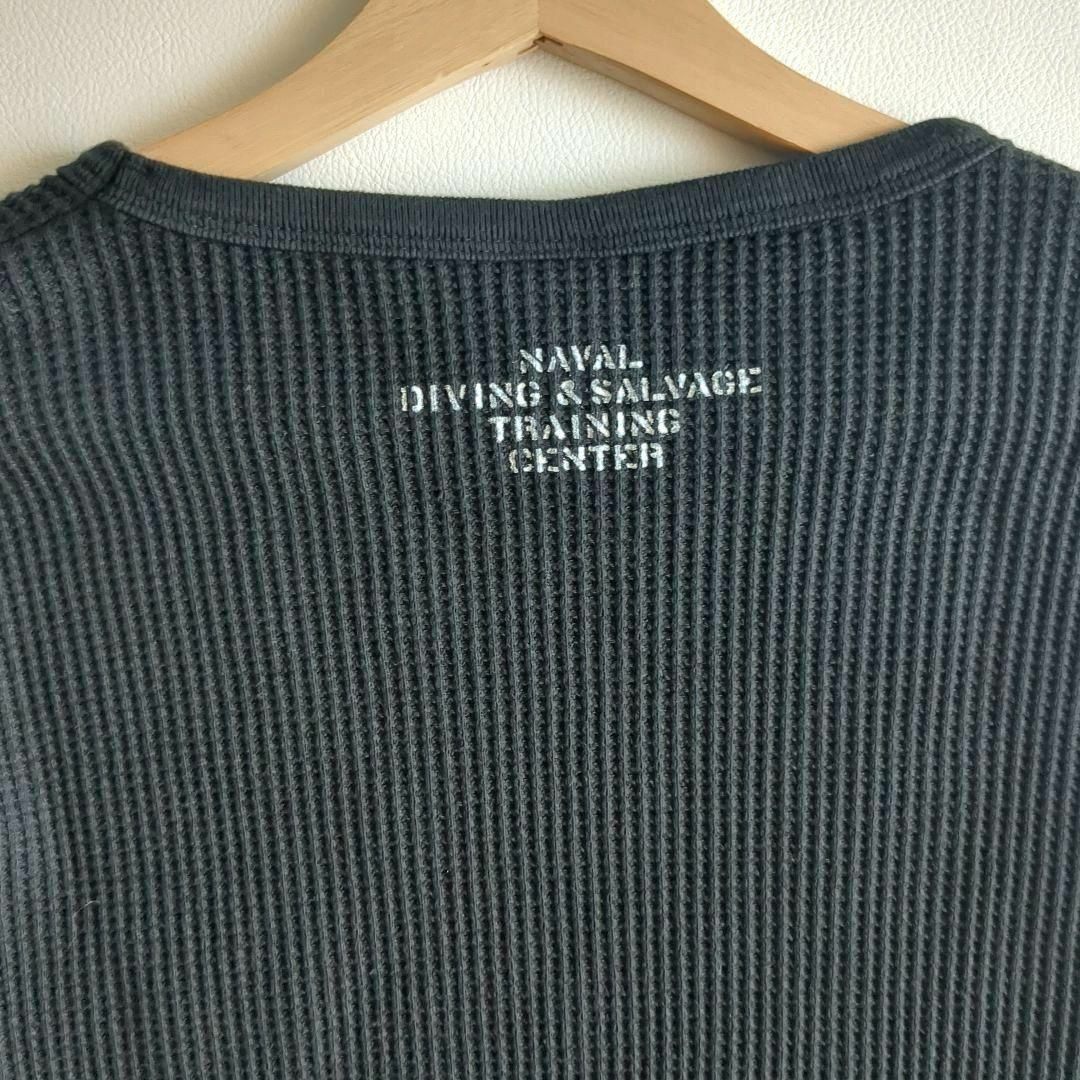 NAVAL
DIVING & SALVAGE
TRAINING
CENTER